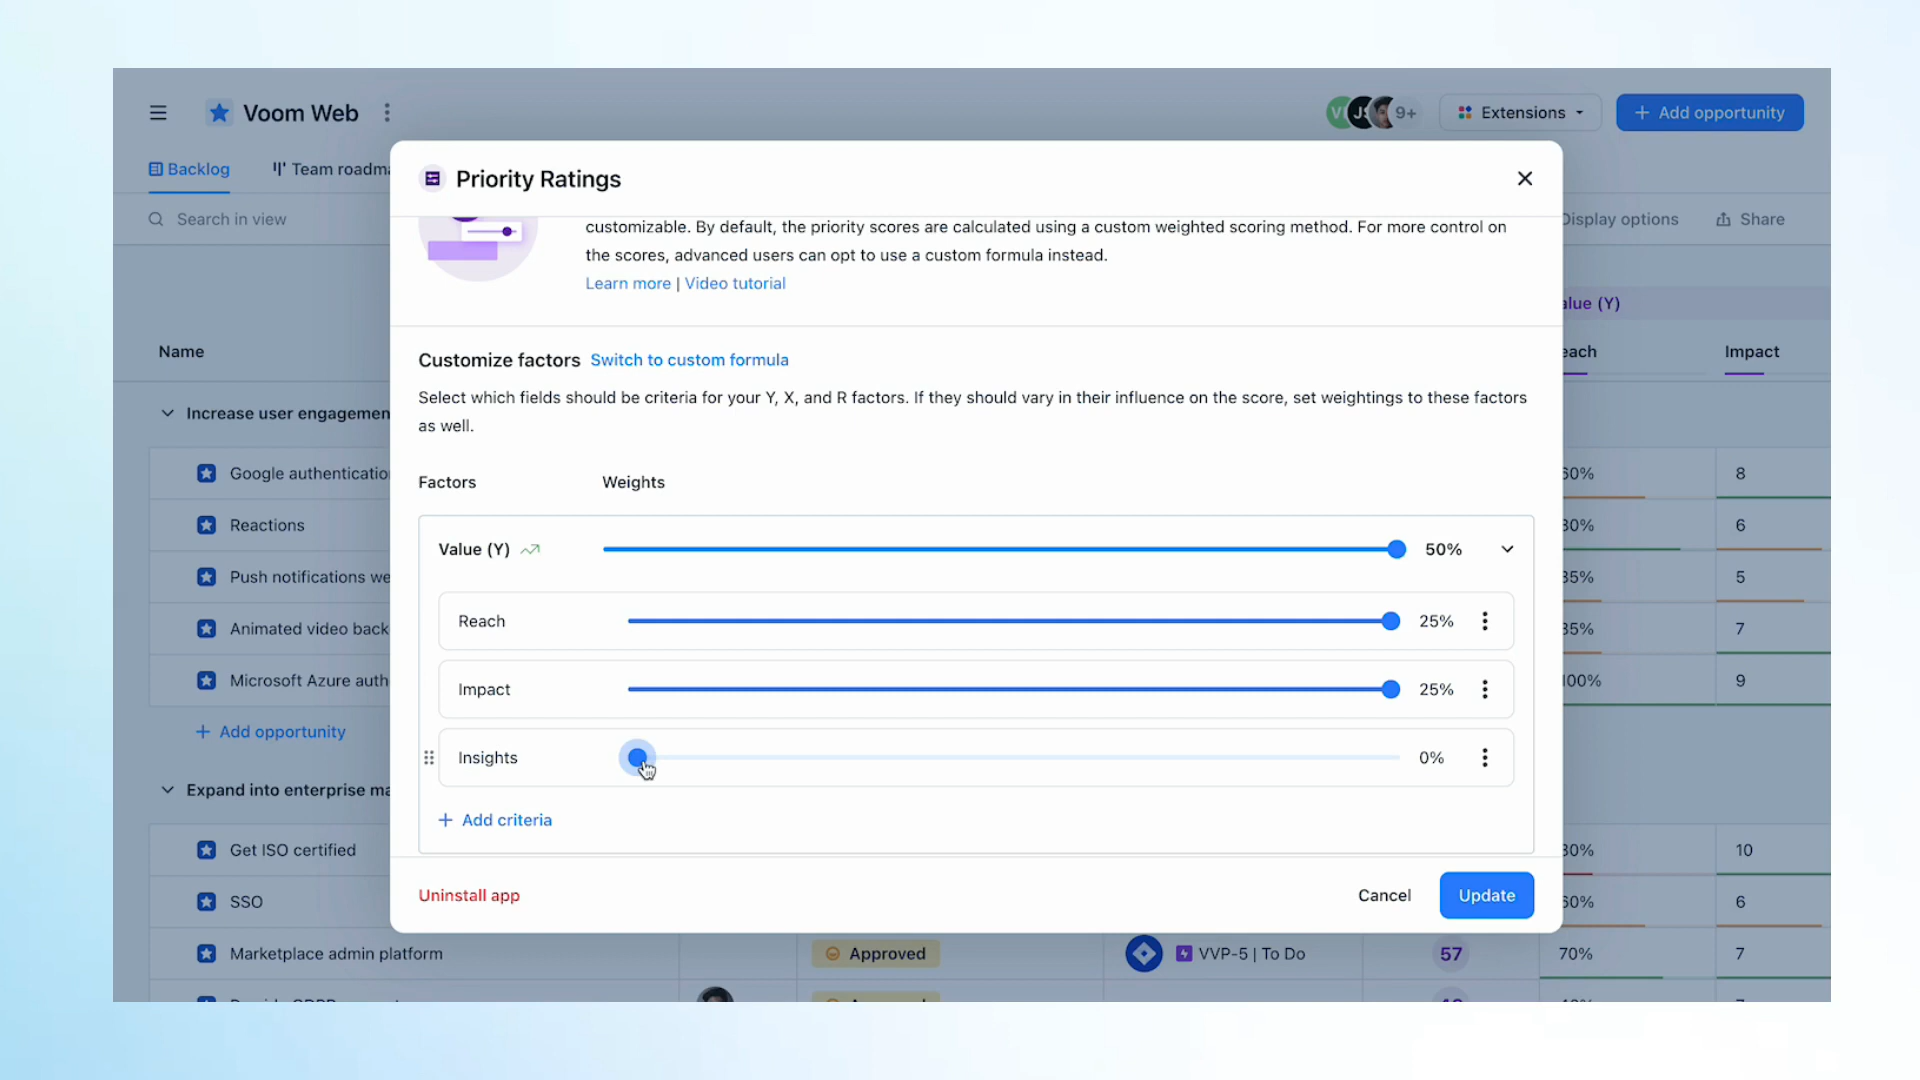 Voom Web
9+
Extensions
+ Add opportunity
Backlog
Team roadma
Search in view
Display options
Share
Priority Ratings
customizable. By default, the priority scores are calculated using a custom weighted scoring method. For more control on
the scores, advanced users can opt to use a custom formula instead.
Learn more | Video tutorial
Customize factors Switch to custom formula
Select which fields should be criteria for your Y, X, and R factors. If they should vary in their influence on the score, set weightings to these factors
as well.
Factors Weights
Value (Y) 50%
Reach 25%
Impact 25%
Insights 0%
+ Add criteria
Uninstall app
Cancel
Update
Name
alue (Y)
each
Impact
Increase user engagemen
Google authenticatio
8
Reactions
6
Push notifications we
5
Animated video back
7
Microsoft Azure auth
100%
9
+ Add opportunity
Expand into enterprise ma
Get ISO certified
10
SSO
6
Marketplace admin platform
Approved
VVP-5 | To Do
57
70%
7